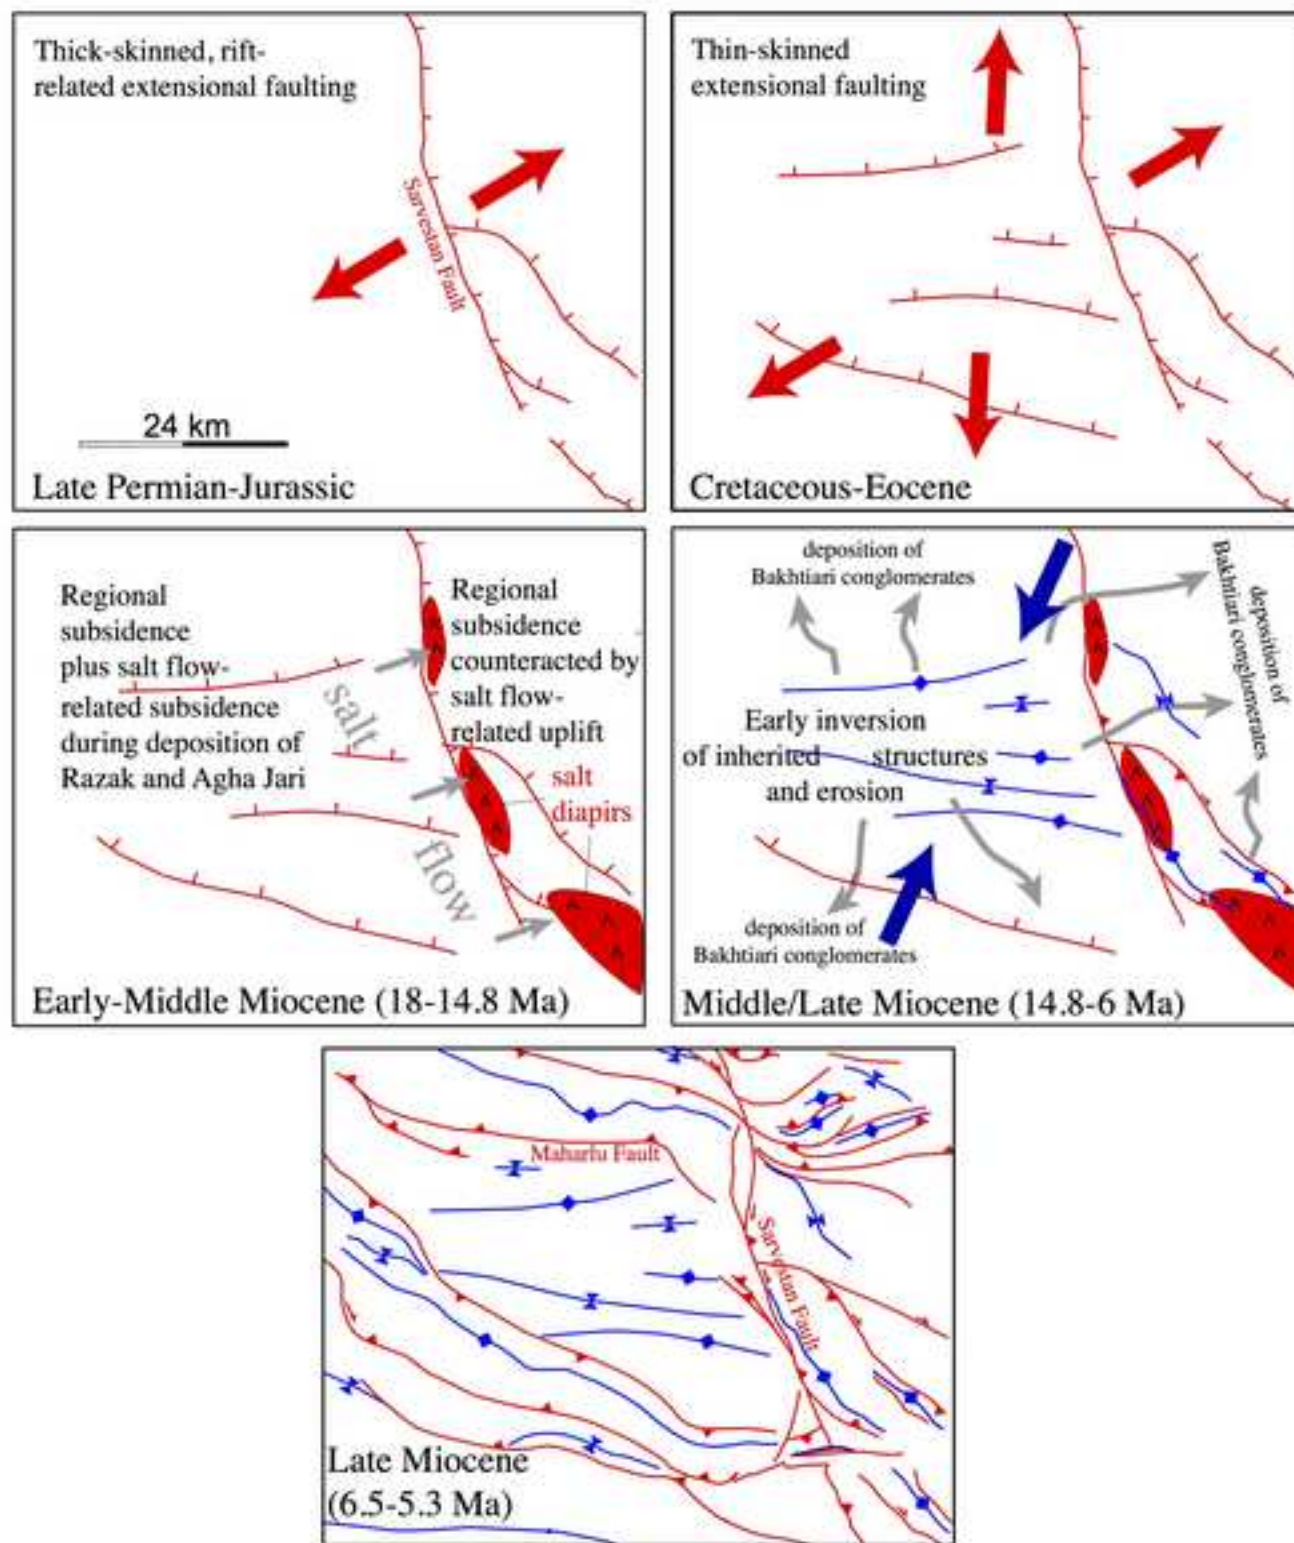 Thick-skinned, rift-
related extensional faulting
Sarvestan Fault
24 km
Late Permian-Jurassic
Thin-skinned
extensional faulting
Cretaceous-Eocene
Regional
subsidence
plus salt flow-
related subsidence
during deposition of
Razak and Agha Jari
Regional
subsidence
counteracted by
salt flow-
related uplift
salt
flow
salt
diapirs
Early-Middle Miocene (18-14.8 Ma)
deposition of
Bakhtiari conglomerates
deposition of
Bakhtiari conglomerates
Early inversion
of inherited structures
and erosion
deposition of
Bakhtiari conglomerates
Middle/Late Miocene (14.8-6 Ma)
Maharlu Fault
Sarvestan Fault
Late Miocene
(6.5-5.3 Ma)